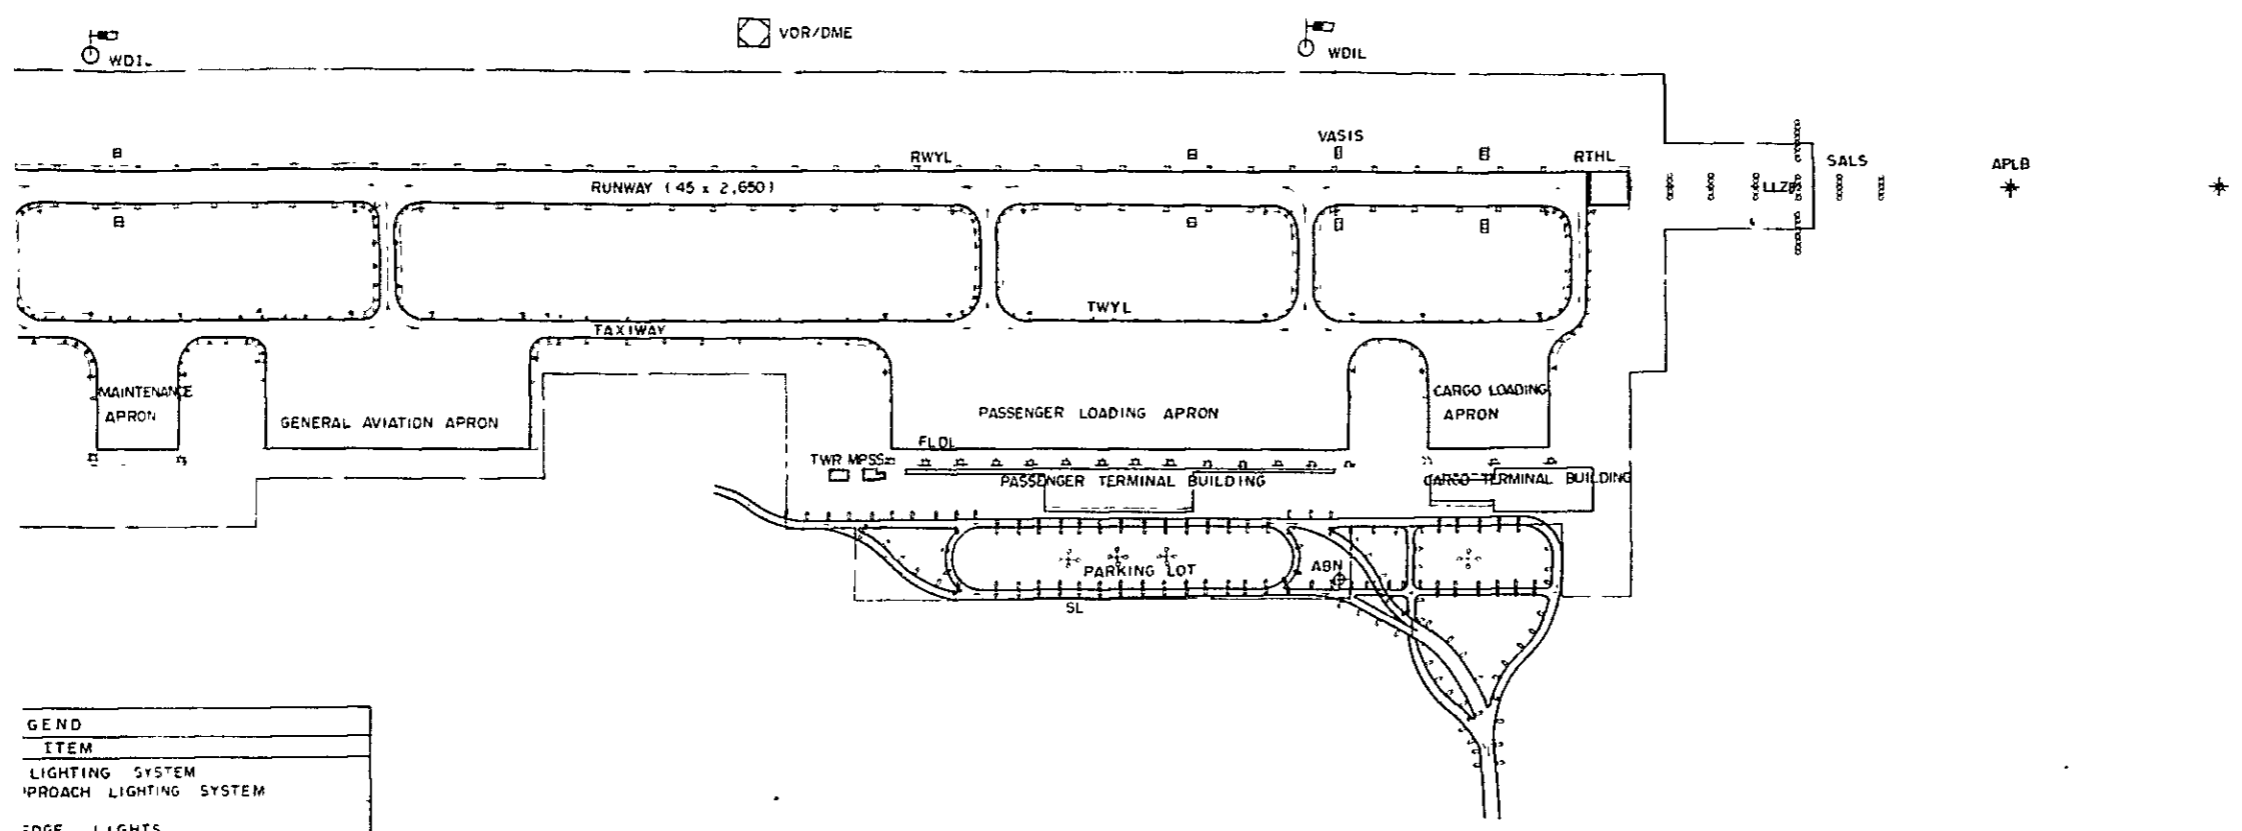 VOR/DME
WDIL
WDIL
VASIS
RWYL
RTHL
SALS
APLB
RUNWAY (45 x 2,650)
LLZ
TWYL
TAXIWAY
MAINTENANCE
APRON
GENERAL AVIATION APRON
PASSENGER LOADING APRON
CARGO LOADING
APRON
FLDL
TWR MPSS
PASSENGER TERMINAL BUILDING
CARGO TERMINAL BUILDING
PARKING LOT
ABN
SL
GEND
ITEM
LIGHTING SYSTEM
PROACH LIGHTING SYSTEM
EDGE LIGHTS